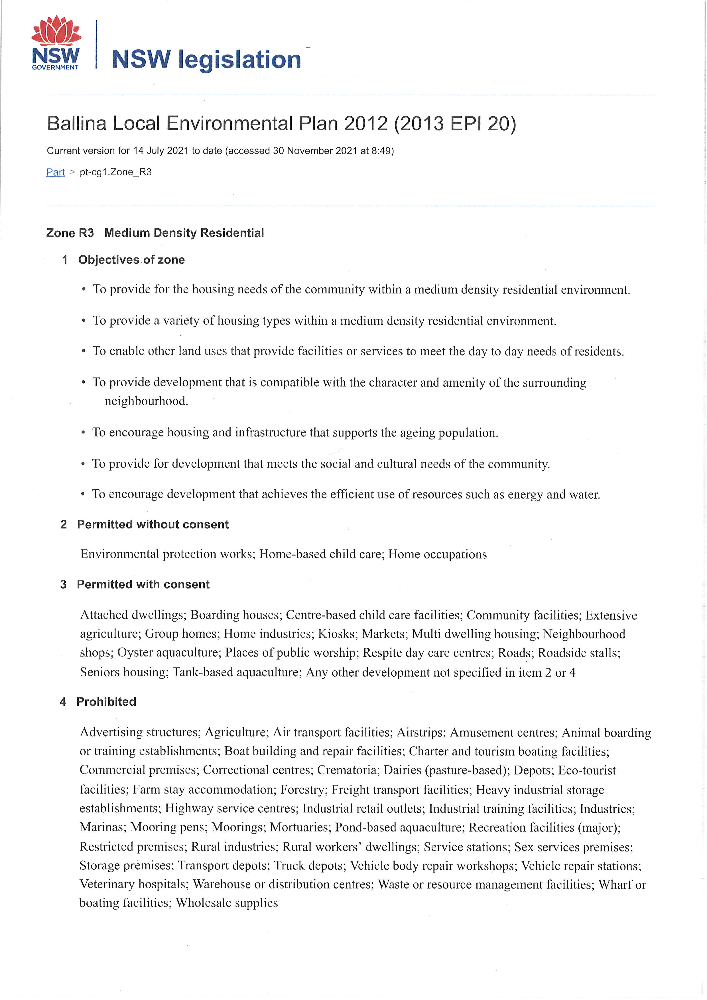 NSW
GOVERNMENT
NSW legislation
Ballina Local Environmental Plan 2012 (2013 EPI 20)
Current version for 14 July 2021 to date (accessed 30 November 2021 at 8:49)
Part > pt-cg1.Zone_R3
Zone R3 Medium Density Residential
1 Objectives of zone
• To provide for the housing needs of the community within a medium density residential environment.
• To provide a variety of housing types within a medium density residential environment.
• To enable other land uses that provide facilities or services to meet the day to day needs of residents.
• To provide development that is compatible with the character and amenity of the surrounding
neighbourhood.
• To encourage housing and infrastructure that supports the ageing population.
• To provide for development that meets the social and cultural needs of the community.
• To encourage development that achieves the efficient use of resources such as energy and water.
2 Permitted without consent
Environmental protection works; Home-based child care; Home occupations
3 Permitted with consent
Attached dwellings; Boarding houses; Centre-based child care facilities; Community facilities; Extensive
agriculture; Group homes; Home industries; Kiosks; Markets; Multi dwelling housing; Neighbourhood
shops; Oyster aquaculture; Places of public worship; Respite day care centres; Roads; Roadside stalls;
Seniors housing; Tank-based aquaculture; Any other development not specified in item 2 or 4
4 Prohibited
Advertising structures; Agriculture; Air transport facilities; Airstrips; Amusement centres; Animal boarding
or training establishments; Boat building and repair facilities; Charter and tourism boating facilities;
Commercial premises; Correctional centres; Crematoria; Dairies (pasture-based); Depots; Eco-tourist
facilities; Farm stay accommodation; Forestry; Freight transport facilities; Heavy industrial storage
establishments; Highway service centres; Industrial retail outlets; Industrial training facilities; Industries;
Marinas; Mooring pens; Moorings; Mortuaries; Pond-based aquaculture; Recreation facilities (major);
Restricted premises; Rural industries; Rural workers’ dwellings; Service stations; Sex services premises;
Storage premises; Transport depots; Truck depots; Vehicle body repair workshops; Vehicle repair stations;
Veterinary hospitals; Warehouse or distribution centres; Waste or resource management facilities; Wharf or
boating facilities; Wholesale supplies